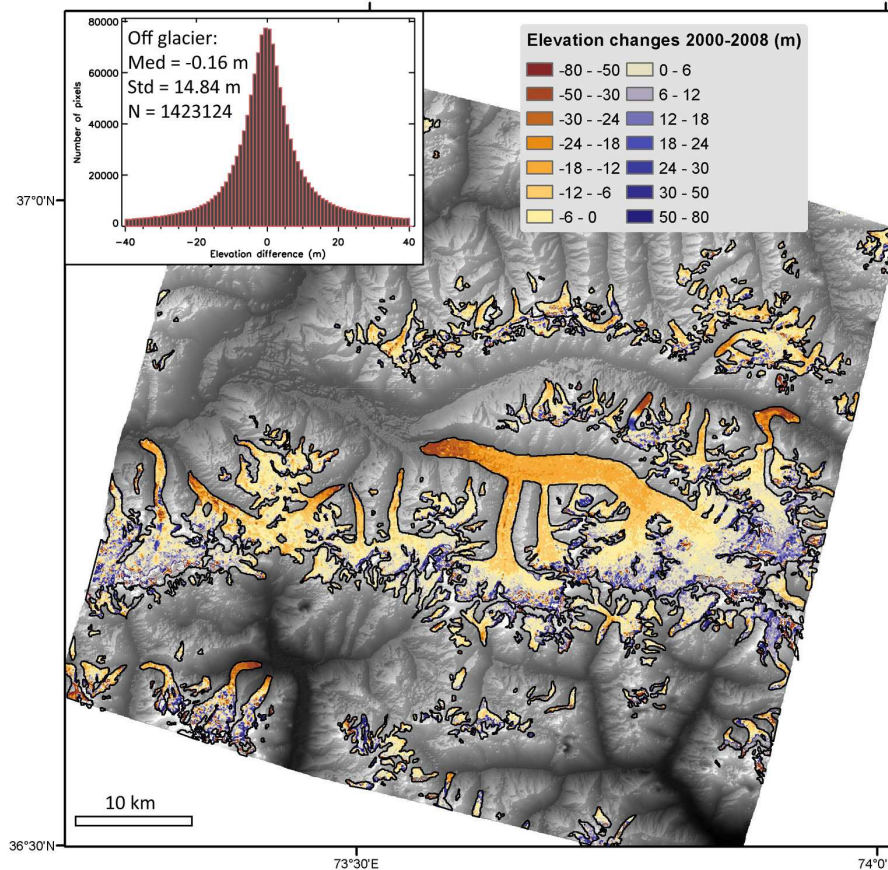 Off glacier:
Med = -0.16 m
Std = 14.84 m
N = 1423124
80000
60000
40000
20000
0
Number of pixels
-40 -20 0 20 40
Elevation difference (m)
Elevation changes 2000-2008 (m)
-80 - -50 0 - 6
-50 - -30 6 - 12
-30 - -24 12 - 18
-24 - -18 18 - 24
-18 - -12 24 - 30
-12 - -6 30 - 50
-6 - 0 50 - 80
37°0'N
10 km
36°30'N
73°30'E 74°0'